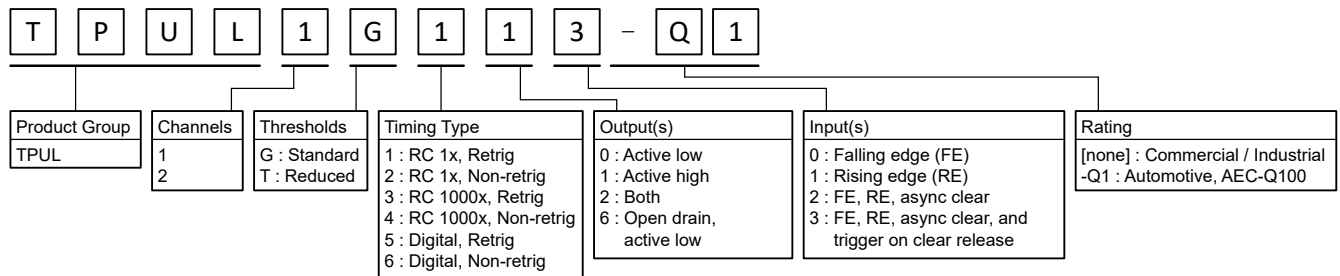 T P U L 1 G 1 1 3 – Q 1
Product Group
TPUL
Channels
1
2
Thresholds
G : Standard
T : Reduced
Timing Type
1 : RC 1x, Retrig
2 : RC 1x, Non-retrig
3 : RC 1000x, Retrig
4 : RC 1000x, Non-retrig
5 : Digital, Retrig
6 : Digital, Non-retrig
Output(s)
0 : Active low
1 : Active high
2 : Both
6 : Open drain,
active low
Input(s)
0 : Falling edge (FE)
1 : Rising edge (RE)
2 : FE, RE, async clear
3 : FE, RE, async clear, and
trigger on clear release
Rating
[none] : Commercial / Industrial
-Q1 : Automotive, AEC-Q100